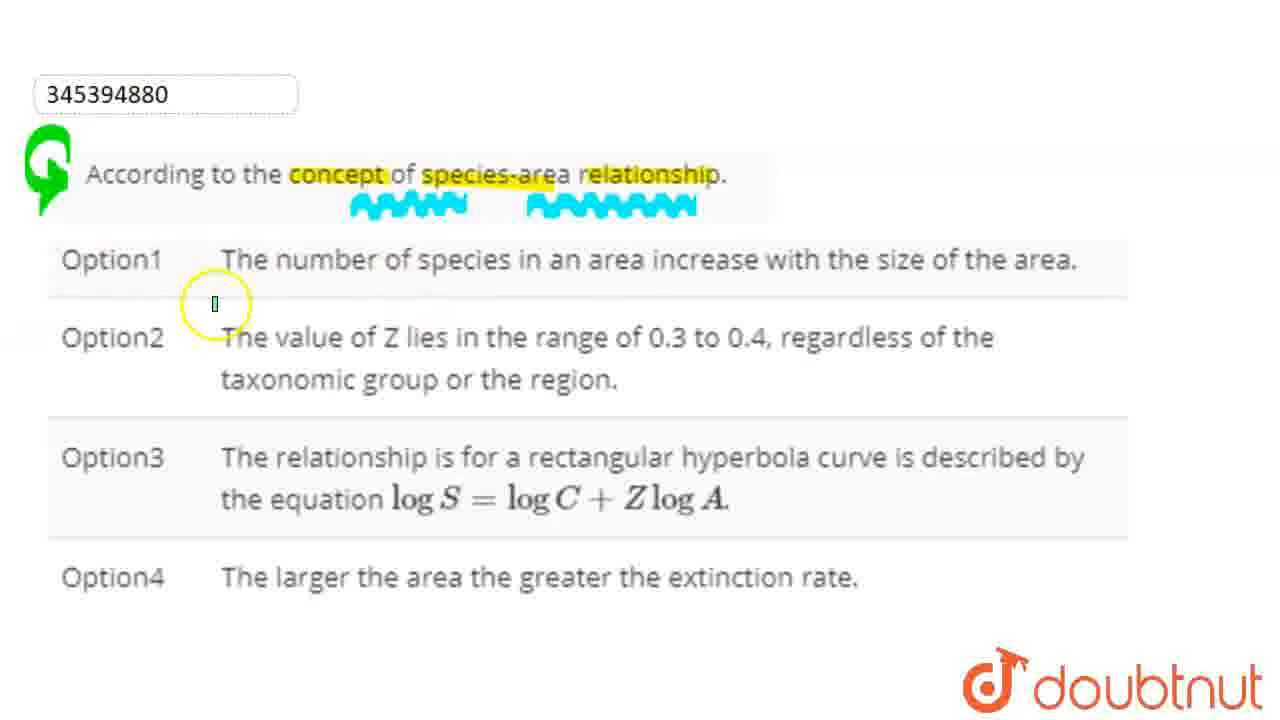 345394880
According to the concept of species-area relationship.
Option1 The number of species in an area increase with the size of the area.
Option2 The value of Z lies in the range of 0.3 to 0.4, regardless of the
taxonomic group or the region.
Option3 The relationship is for a rectangular hyperbola curve is described by
the equation log S = log C + Z log A.
Option4 The larger the area the greater the extinction rate.
doubtnut